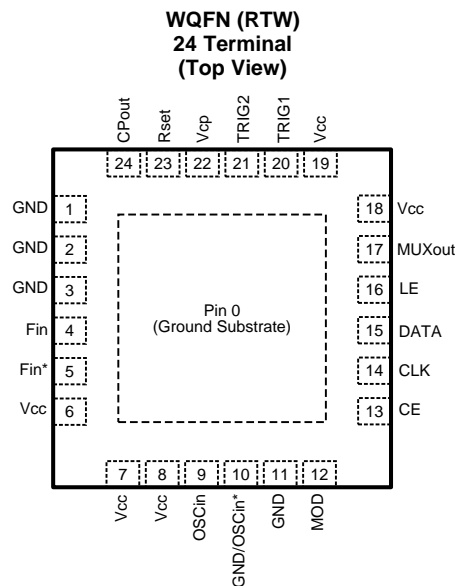 WQFN (RTW)
24 Terminal
(Top View)
CPout
Rset
Vcp
TRIG2
TRIG1
Vcc
24
23
22
21
20
19
GND 1
GND 2
GND 3
Fin 4
Fin* 5
Vcc 6
Pin 0
(Ground Substrate)
18 Vcc
17 MUXout
16 LE
15 DATA
14 CLK
13 CE
7
8
9
10
11
12
Vcc
Vcc
OSCin
GND/OSCin*
GND
MOD